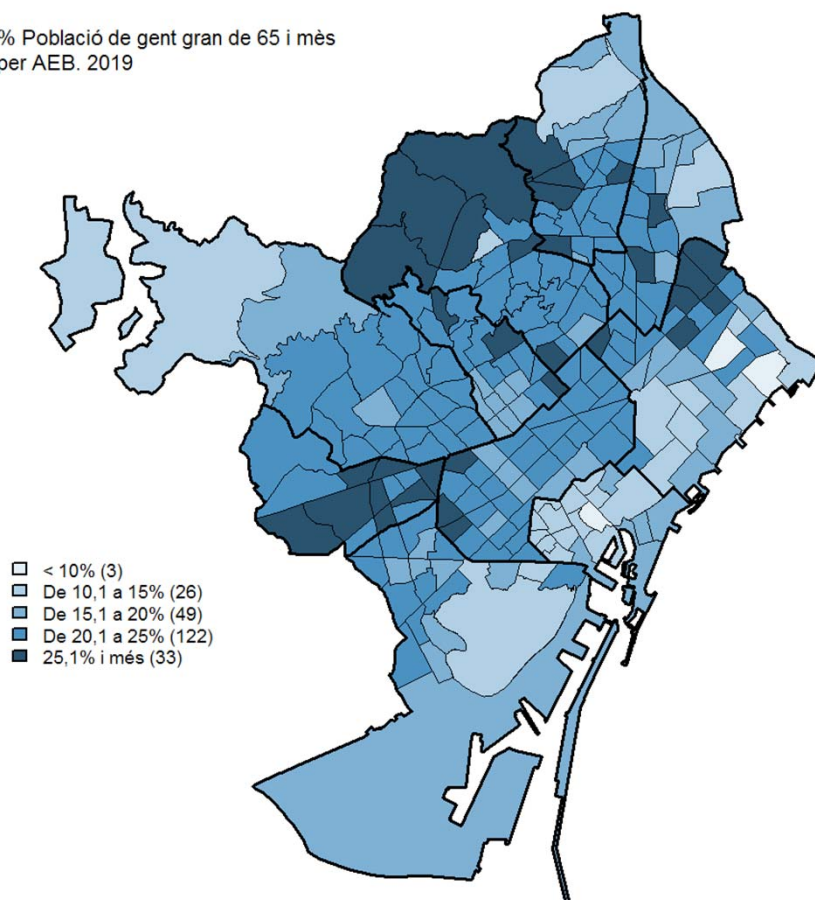 % Població de gent gran de 65 i mès
per AEB. 2019
< 10% (3)
De 10,1 a 15% (26)
De 15,1 a 20% (49)
De 20,1 a 25% (122)
25,1% i més (33)